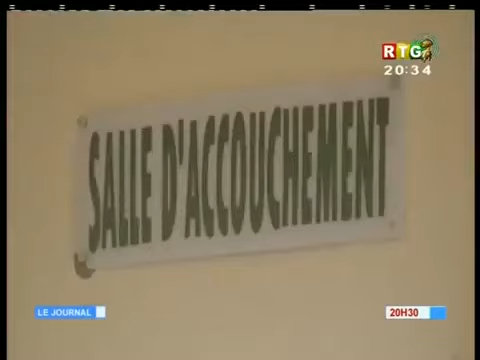 RTG
20:34
SALLE D'ACCOUCHEMENT
LE JOURNAL
20H30